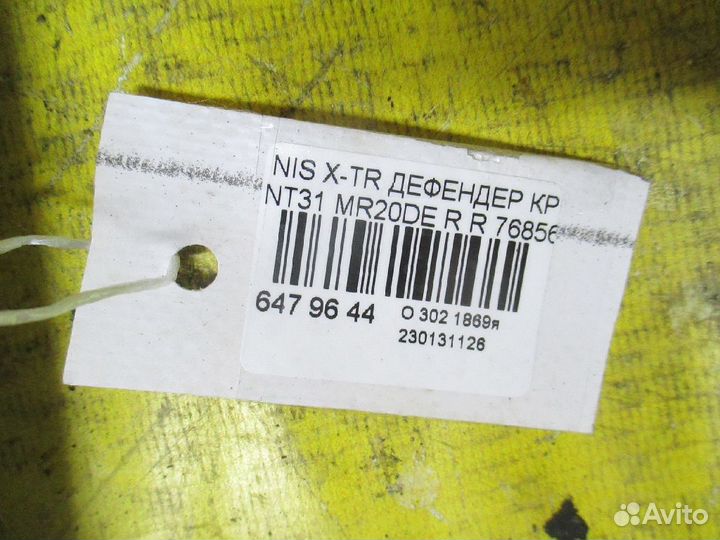 NIS X-TR ДЕФЕНДЕР КР
NT31 MR20DE R R 76856
647 96 44
О 302 1869я
230131126
Avito